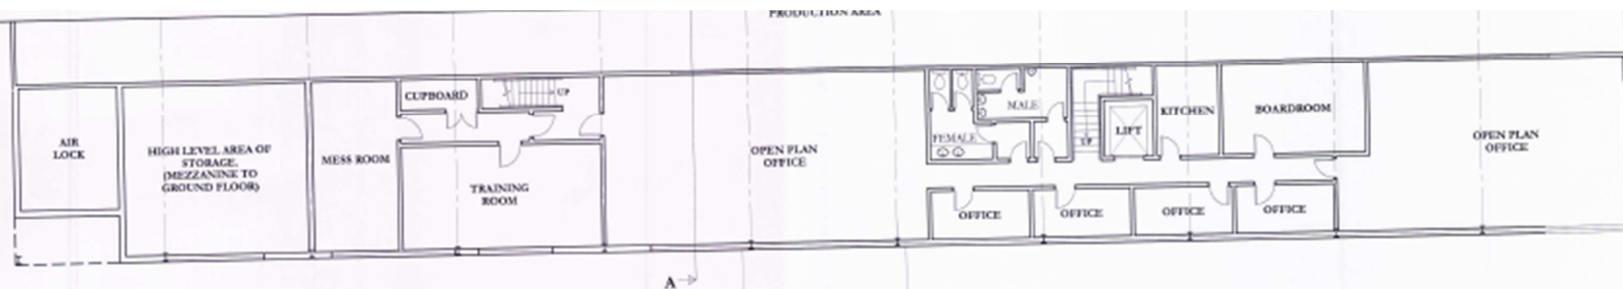 PRODUCTION AREA
AIR
LOCK
HIGH LEVEL AREA OF
STORAGE.
(MEZZANINE TO
GROUND FLOOR)
MESS ROOM
CUPBOARD
UP
TRAINING
ROOM
OPEN PLAN
OFFICE
FEMALE
MALE
UP
LIFT
KITCHEN
BOARDROOM
OPEN PLAN
OFFICE
OFFICE
OFFICE
OFFICE
OFFICE
A